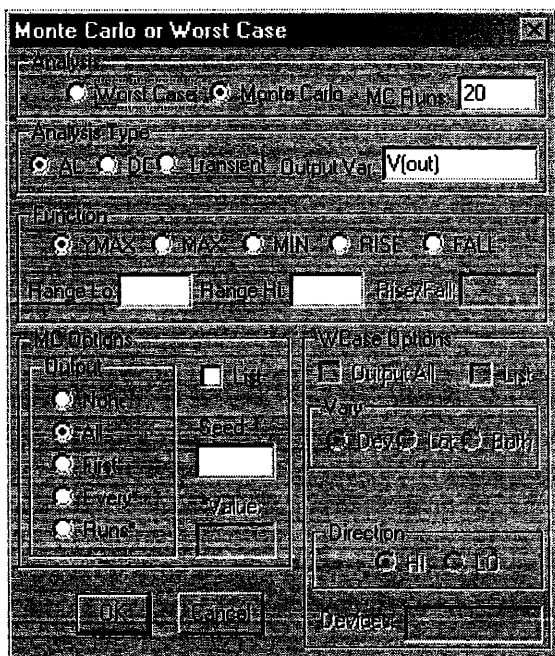 Monte Carlo or Worst Case
Analysis
Worst Case Monte Carlo MC Runs: 20
Analysis Type
AC DC Transient Output Var: V(out)
Function
YMAX MAX MIN RISE FALL
Range Lo: Range Hi: Rise/Fall:
MC Options
Output
None
All
First
Every
Runs
List
Seed
Value
WCase Options
Output All List
Vary
Dev Lot Both
Direction
HI LO
Devices:
OK Cancel